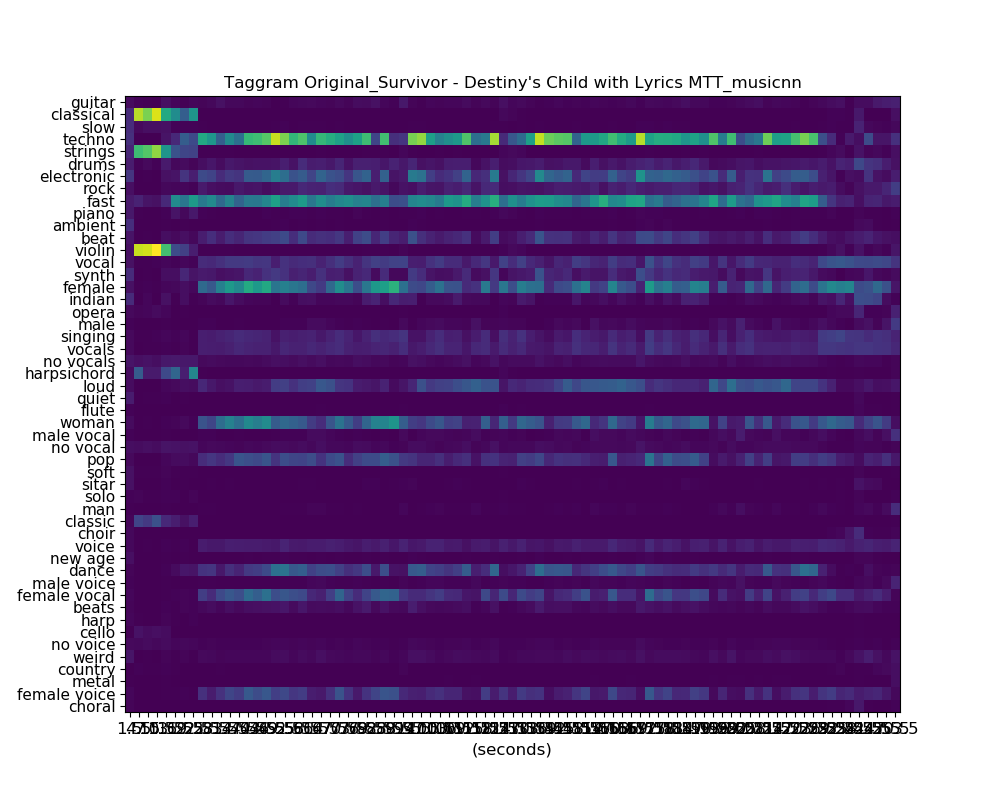 Taggram Original_Survivor - Destiny's Child with Lyrics MTT_musicnn
guitar
classical
slow
techno
strings
drums
electronic
rock
fast
piano
ambient
beat
violin
vocal
synth
female
indian
opera
male
singing
vocals
no vocals
harpsichord
loud
quiet
flute
woman
male vocal
no vocal
pop
soft
sitar
solo
man
classic
choir
voice
new age
dance
male voice
female vocal
beats
harp
cello
no voice
weird
country
metal
female voice
choral
(seconds)